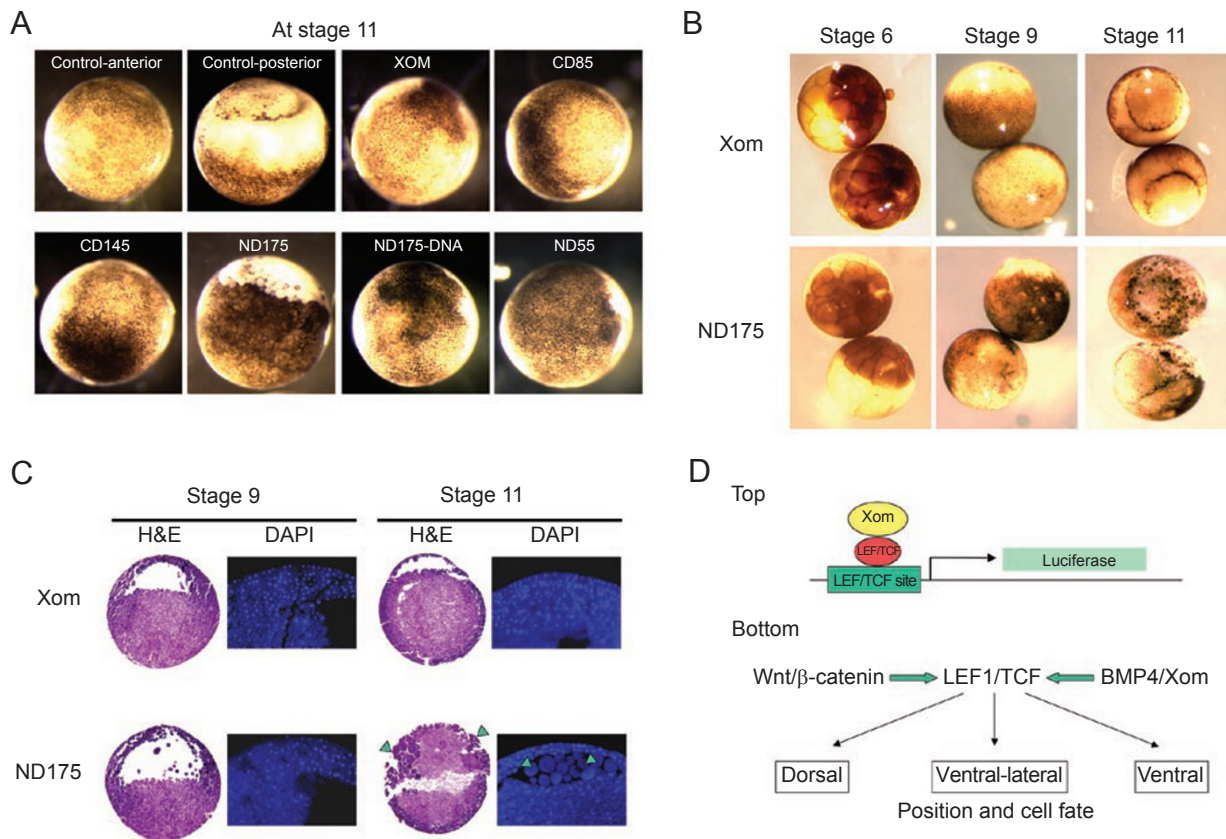 A
At stage 11
Control-anterior Control-posterior XOM CD85
CD145 ND175 ND175-DNA ND55
B
Stage 6 Stage 9 Stage 11
Xom
ND175
C
Stage 9 Stage 11
H&E DAPI H&E DAPI
Xom
ND175
D
Top
Xom
LEF/TCF
LEF/TCF site
Luciferase
Bottom
Wnt/β-catenin LEF1/TCF BMP4/Xom
Dorsal Ventral-lateral Ventral
Position and cell fate